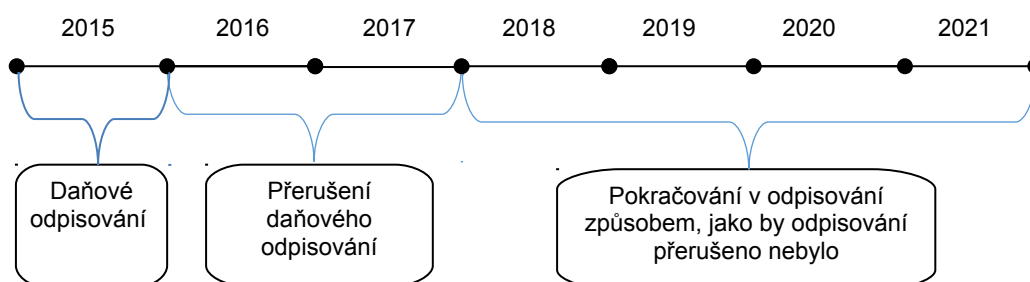 2015 2016 2017 2018 2019 2020 2021
Daňové
odpisování
Přerušení
daňového
odpisování
Pokračování v odpisování
způsobem, jako by odpisování
přerušeno nebylo